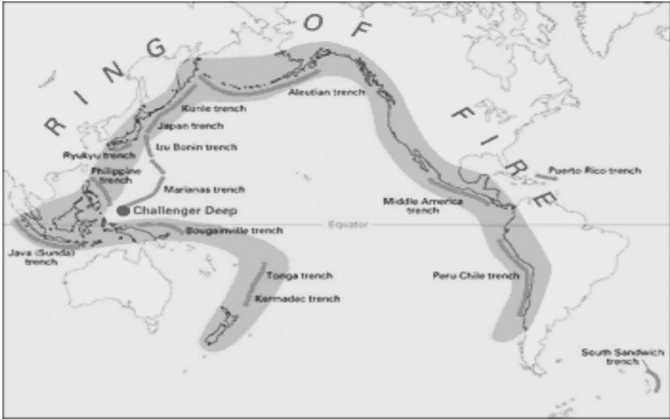 RING OF FIRE
Aleutian trench
Kurile trench
Japan trench
Izu Bonin trench
Ryukyu trench
Philippine
trench
Marianas trench
Challenger Deep
Bougainville trench
Equator
Java (Sunda)
trench
Tonga trench
Kermadec trench
Middle America
trench
Puerto Rico trench
Peru-Chile trench
South Sandwich
trench